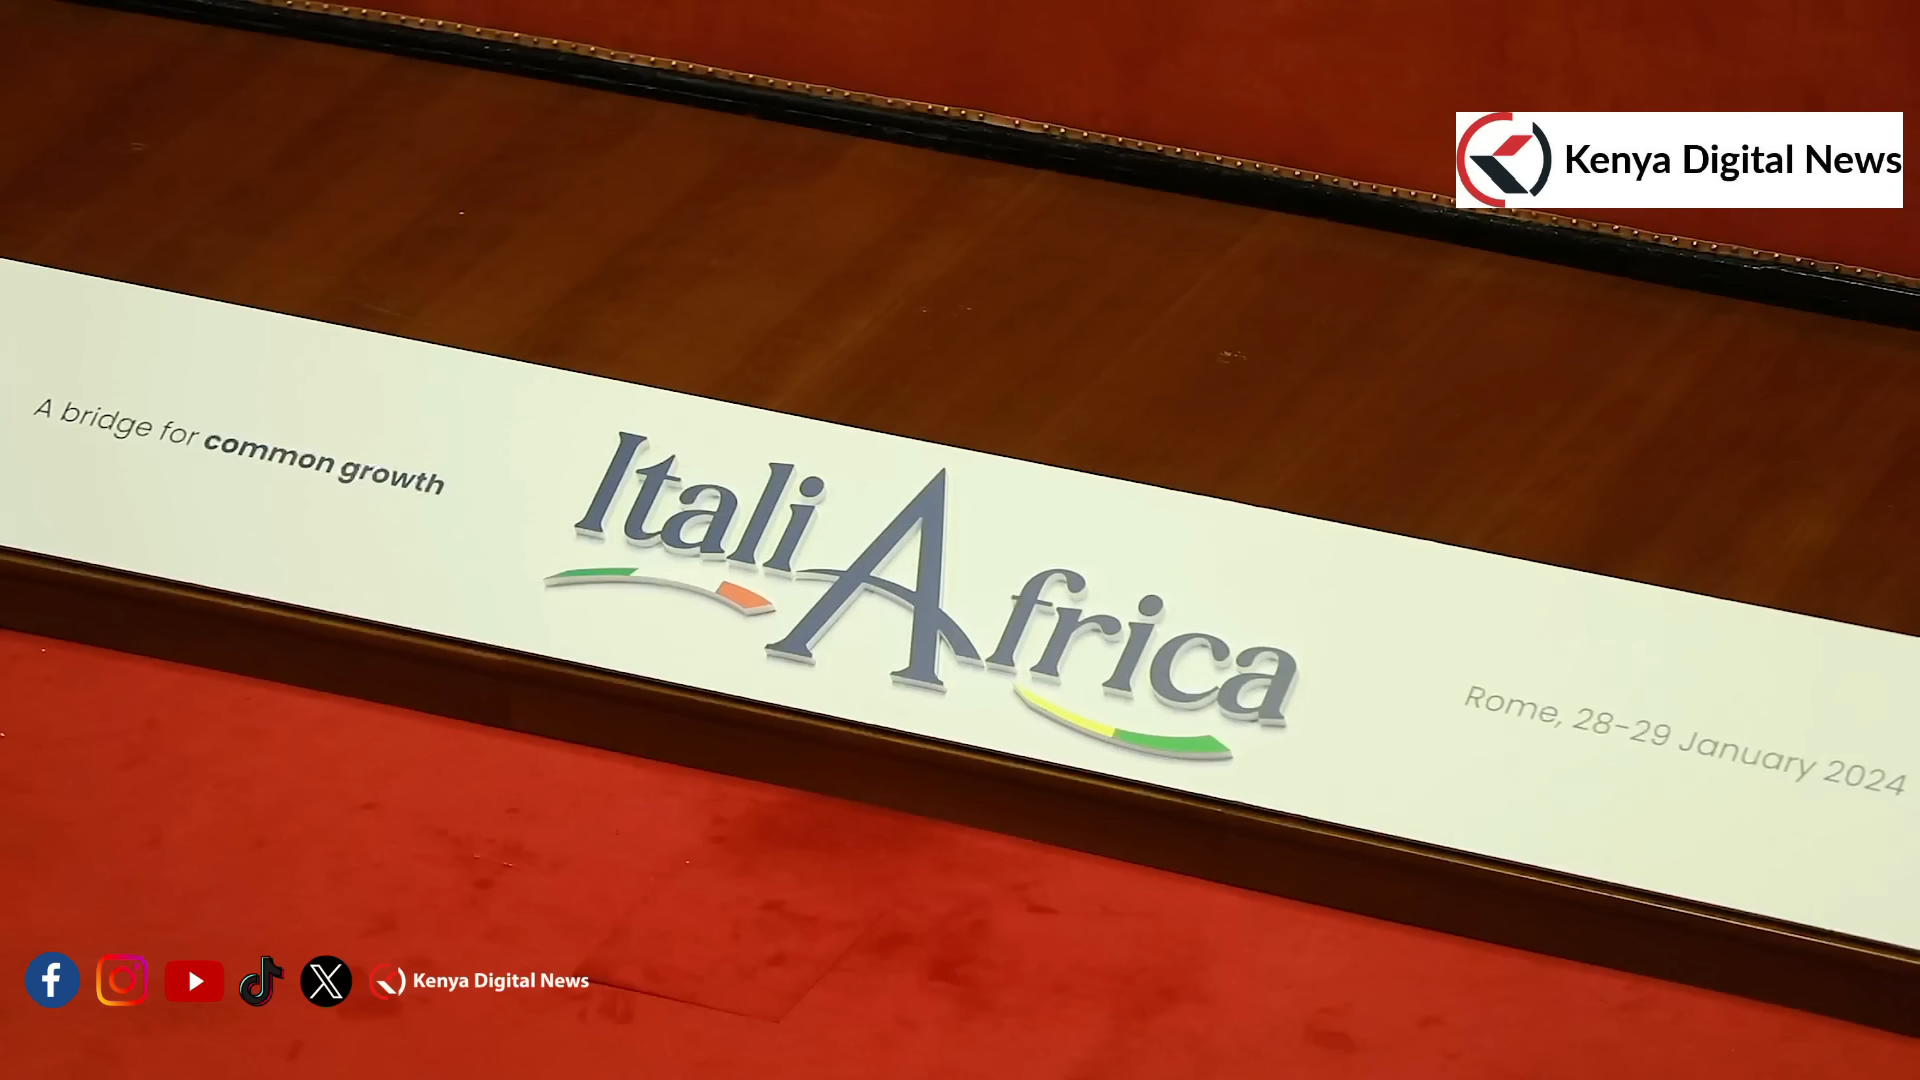 Kenya Digital News
A bridge for common growth
ItaliAfrica
Rome, 28-29 January 2024
Kenya Digital News